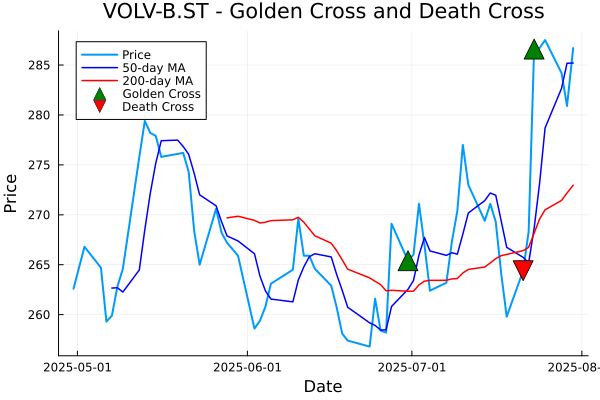 VOLV-B.ST - Golden Cross and Death Cross
Price
50-day MA
200-day MA
Golden Cross
Death Cross
285
280
275
270
265
260
Price
2025-05-01
2025-06-01
2025-07-01
2025-08-
Date